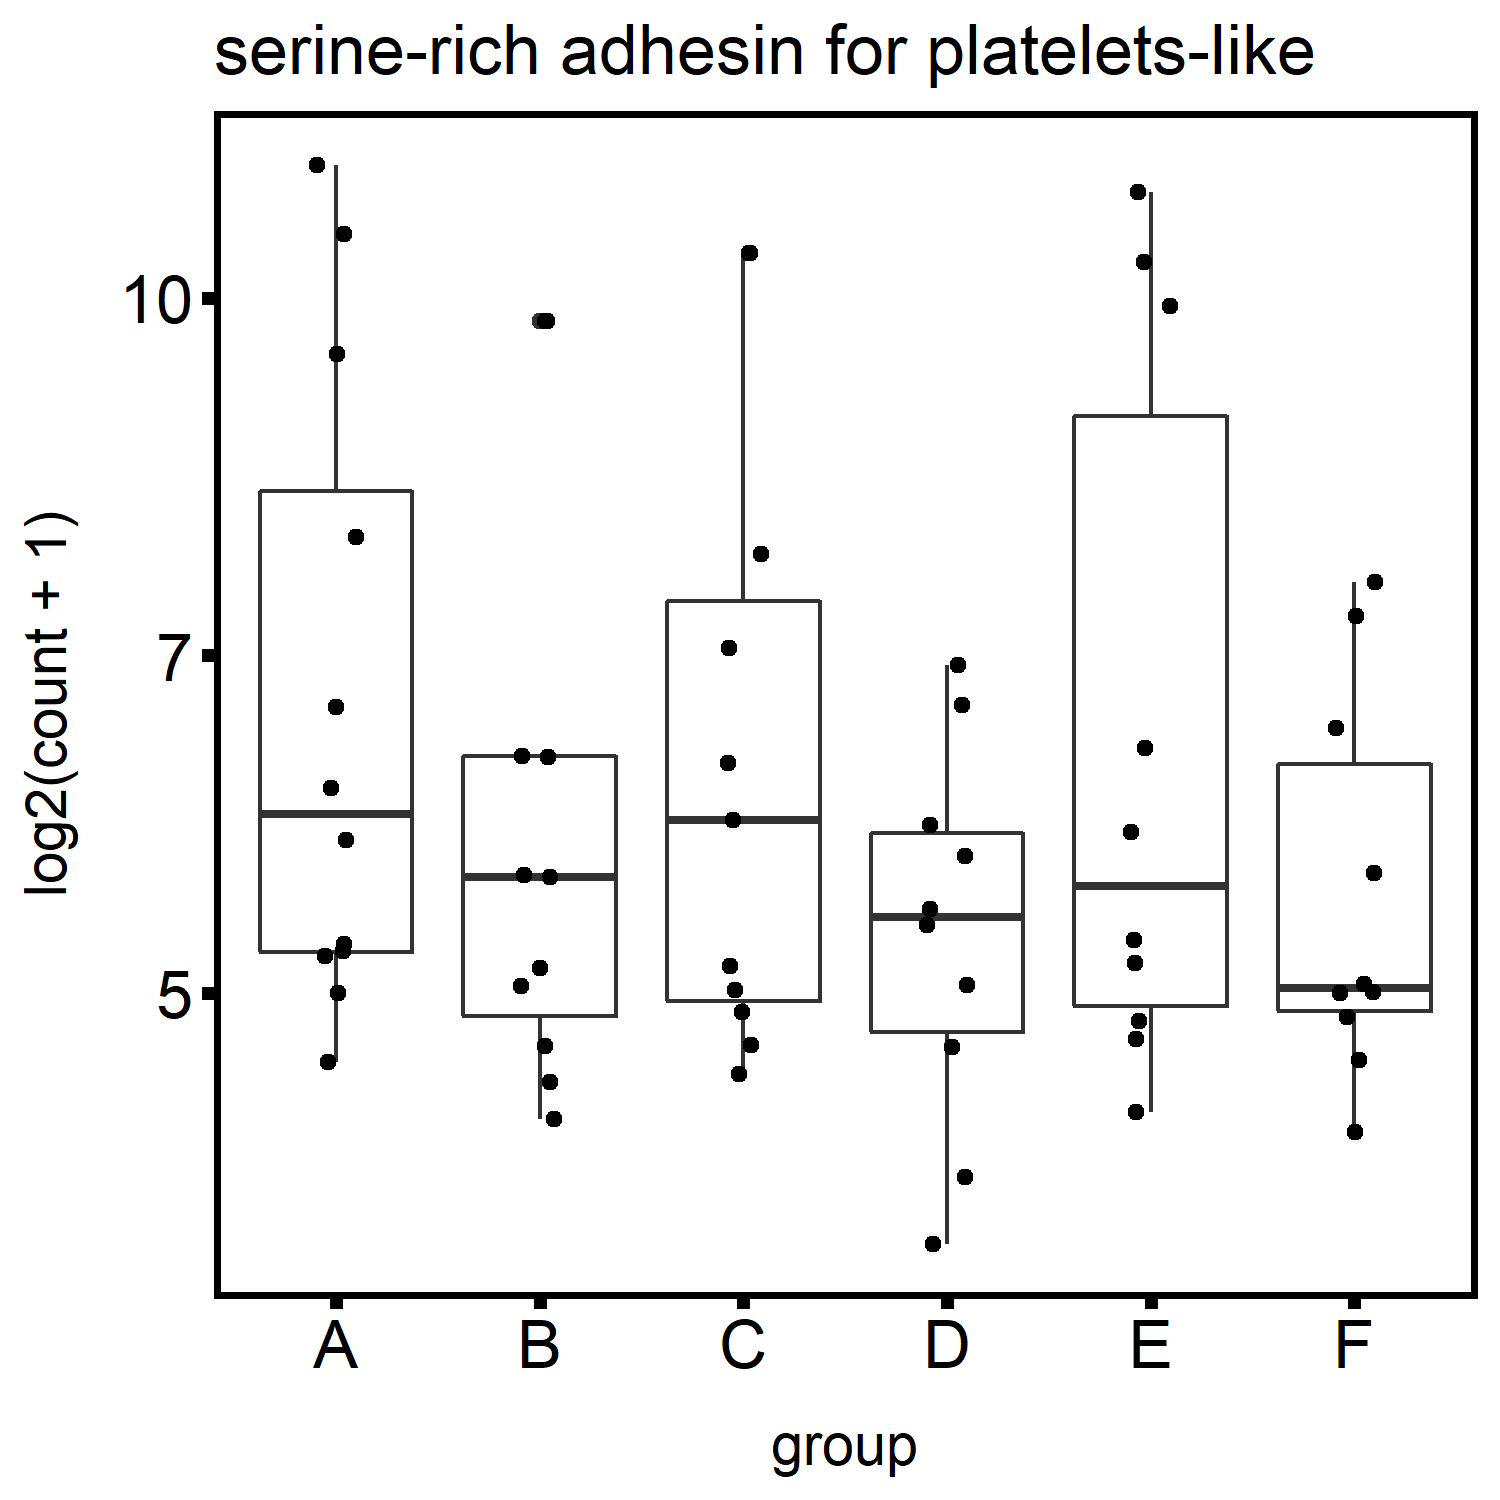 serine-rich adhesin for platelets-like
log2(count + 1)
10
7
5
A B C D E F
group